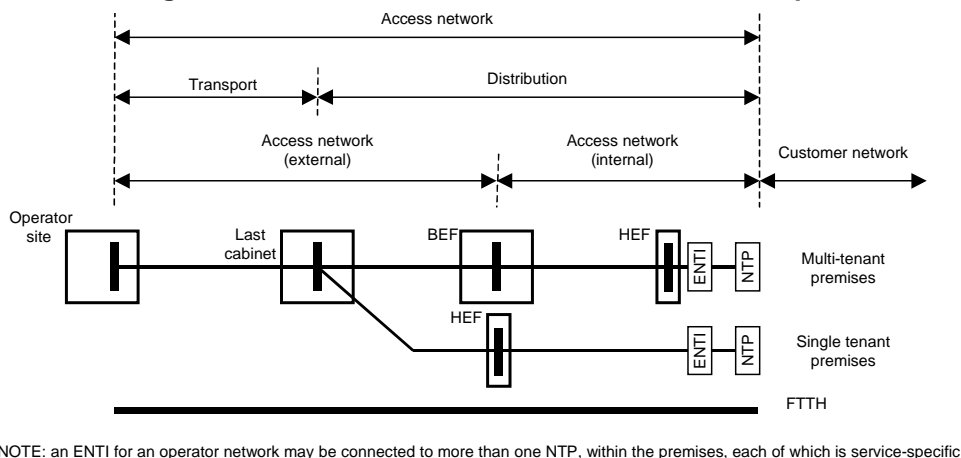 Access network
Transport
Distribution
Access network
(external)
Access network
(internal)
Customer network
Operator
site
Last
cabinet
BEF
HEF
ENTI
NTP
Multi-tenant
premises
HEF
ENTI
NTP
Single tenant
premises
FTTH
NOTE: an ENTI for an operator network may be connected to more than one NTP, within the premises, each of which is service-specific